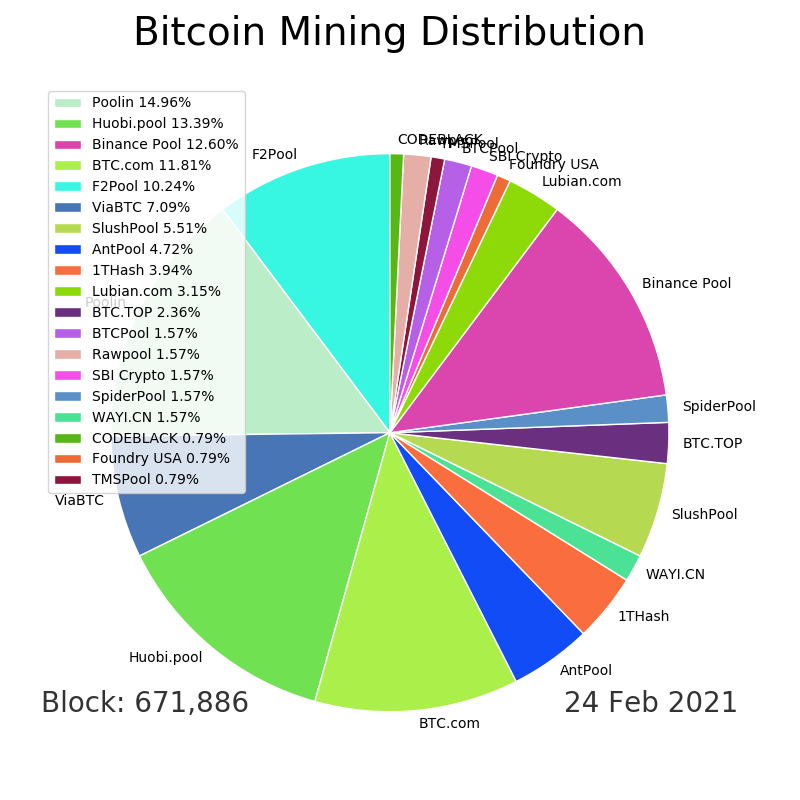 Bitcoin Mining Distribution
Poolin 14.96%
Huobi.pool 13.39%
Binance Pool 12.60%
BTC.com 11.81%
F2Pool 10.24%
ViaBTC 7.09%
SlushPool 5.51%
AntPool 4.72%
1THash 3.94%
Lubian.com 3.15%
BTC.TOP 2.36%
BTCPool 1.57%
Rawpool 1.57%
SBI Crypto 1.57%
SpiderPool 1.57%
WAYI.CN 1.57%
CODEBLACK 0.79%
Foundry USA 0.79%
TMSPool 0.79%
CODEBLACK
Rawpool
TMSPool
BTCPool
SBI Crypto
Foundry USA
Lubian.com
F2Pool
Binance Pool
Poolin
SpiderPool
BTC.TOP
ViaBTC
SlushPool
WAYI.CN
1THash
Huobi.pool
AntPool
BTC.com
Block: 671,886
24 Feb 2021